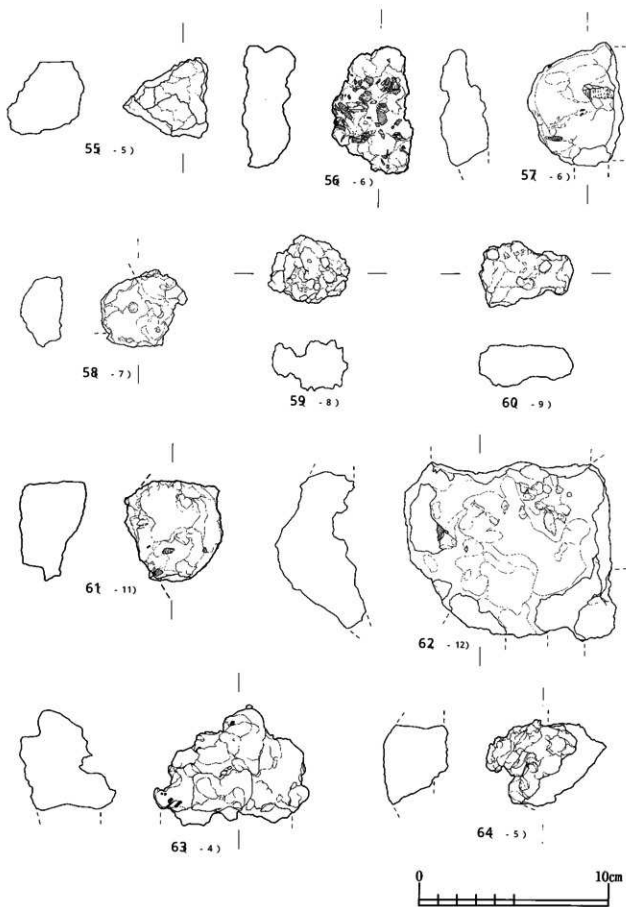 55( - 5)
56( - 6)
57( - 6)
58( - 7)
59( - 8)
60( - 9)
61( - 11)
62( - 12)
63( - 4)
64( - 5)
0 10cm